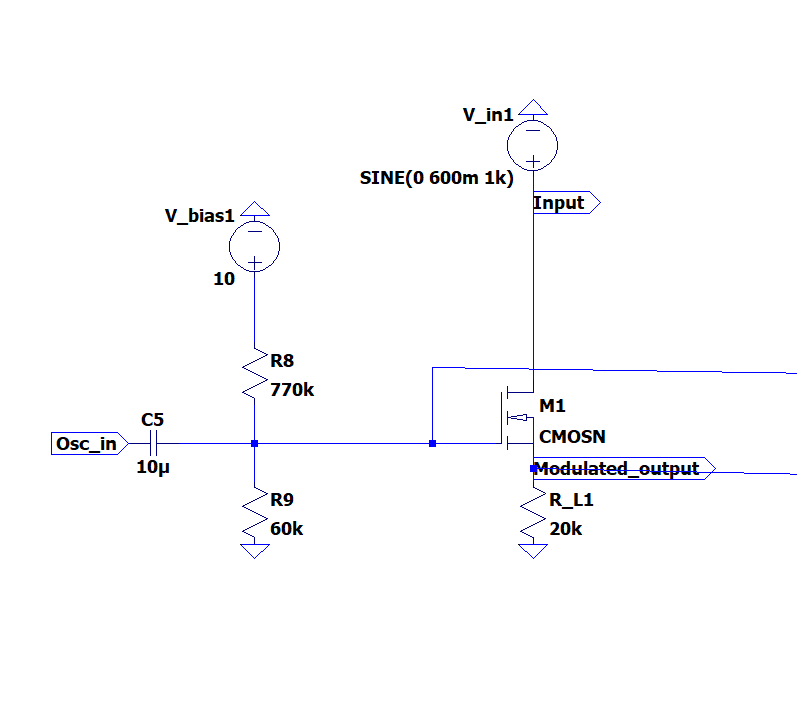 V_in1
SINE(0 600m 1k)
Input
V_bias1
10
R8
770k
M1
CMOSN
C5
Osc_in
10µ
Modulated_output
R9
60k
R_L1
20k